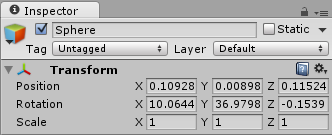 Inspector
Sphere Static
Tag Untagged Layer Default
Transform
Position X 0.10928 Y 0.00898 Z 0.11524
Rotation X 10.0644 Y 36.9798 Z -0.1539
Scale X 1 Y 1 Z 1